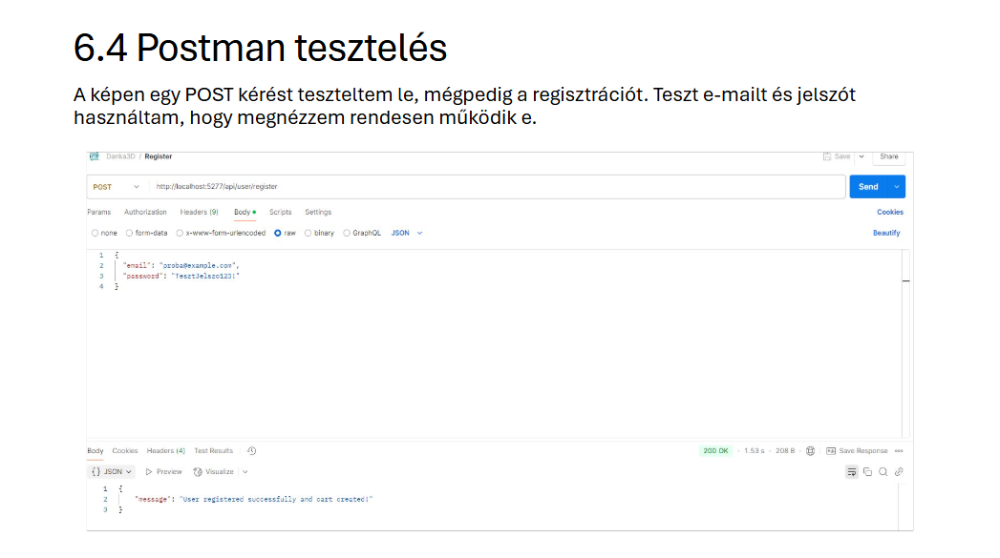 6.4 Postman tesztelés
A képen egy POST kérést teszteltem le, mégpedig a regisztrációt. Teszt e-mailt és jelszót
használtam, hogy megnézzem rendesen működik e.
Danka3D / Register Save Share
POST http://localhost:5277/api/user/register Send
Params Authorization Headers (9) Body Scripts Settings Cookies
none form-data x-www-form-urlencoded raw binary GraphQL JSON Beautify
1 {
2 "email": "proba@example.com",
3 "password": "TesztJelszo123!"
4 }
Body Cookies Headers (4) Test Results 200 OK 1.53 s 208 B Save Response
{} JSON Preview Visualize
1 {
2 "message": "User registered successfully and cart created!"
3 }